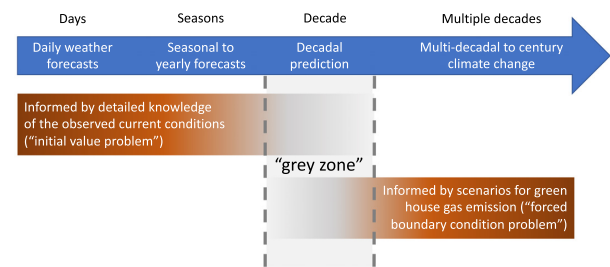 Days Seasons Decade Multiple decades
Daily weather forecasts
Seasonal to yearly forecasts
Decadal prediction
Multi-decadal to century climate change
Informed by detailed knowledge
of the observed current conditions
("initial value problem")
"grey zone"
Informed by scenarios for green
house gas emission ("forced
boundary condition problem")